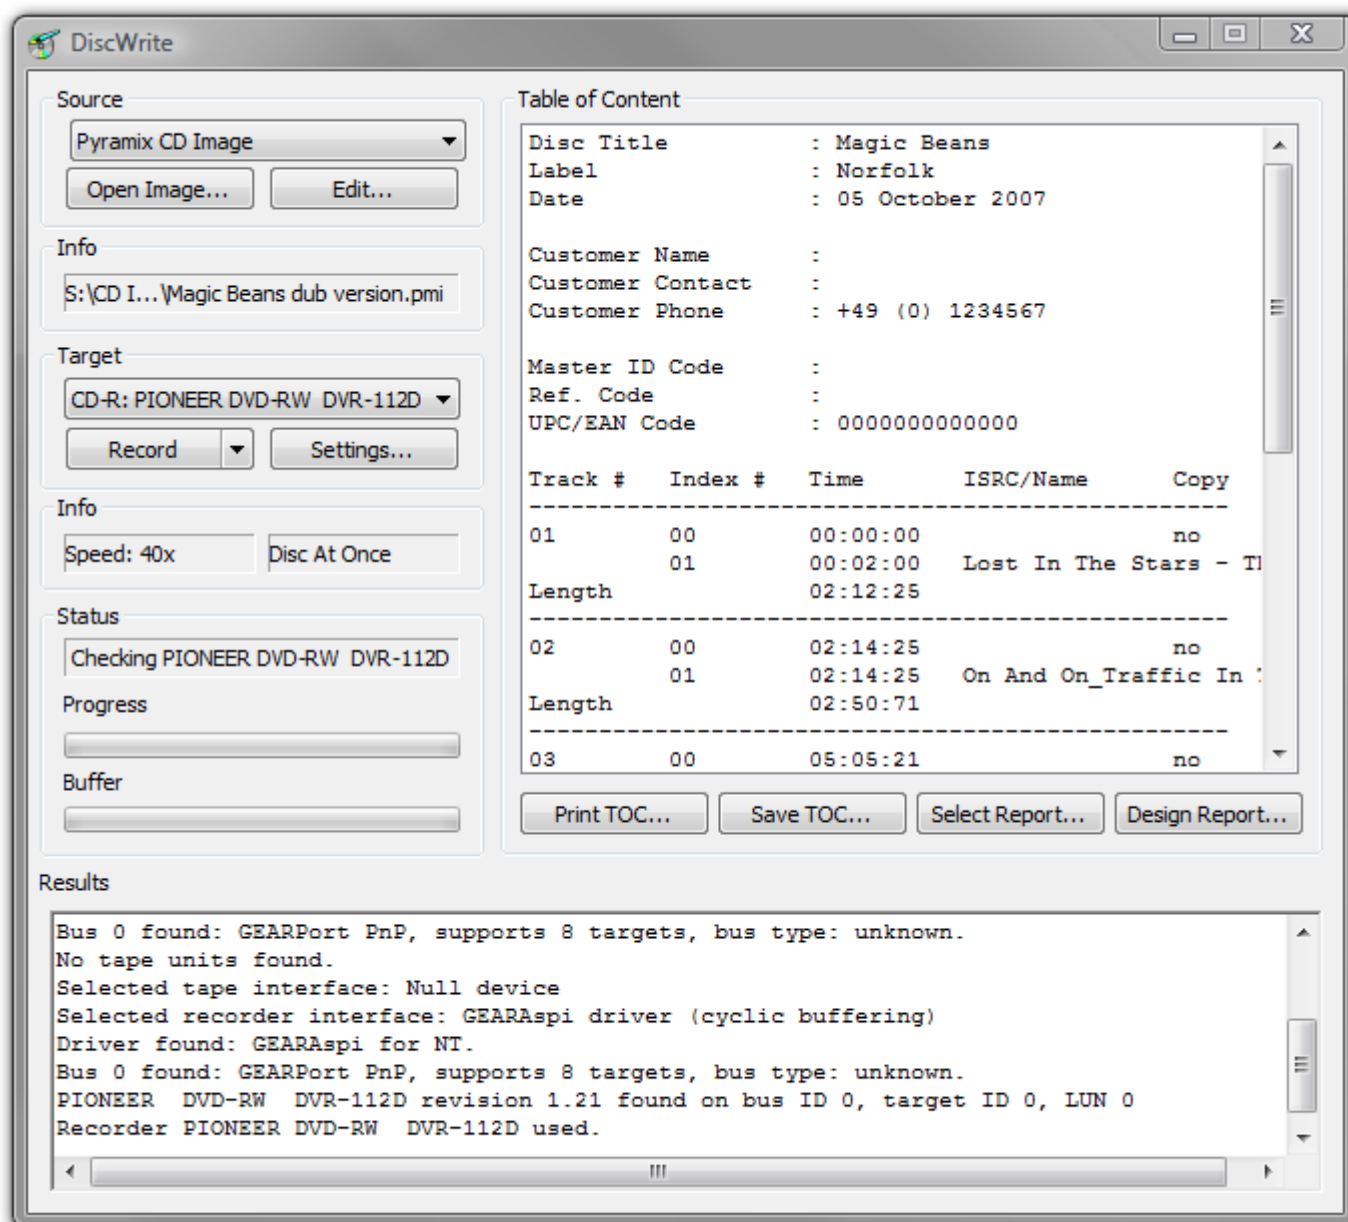 DiscWrite
Source
Pyramix CD Image
Open Image...
Edit...
Info
S:\CD I...\Magic Beans dub version.pmi
Target
CD-R: PIONEER DVD-RW  DVR-112D
Record
Settings...
Info
Speed: 40x
Disc At Once
Status
Checking PIONEER DVD-RW  DVR-112D
Progress
Buffer
Table of Content
Disc Title : Magic Beans
Label : Norfolk
Date : 05 October 2007
Customer Name :
Customer Contact :
Customer Phone : +49 (0) 1234567
Master ID Code :
Ref. Code :
UPC/EAN Code : 0000000000000
Track # Index # Time ISRC/Name Copy
----------------------------------------------------
01 00 00:00:00 no
01 00:02:00 Lost In The Stars -
Length 02:12:25
----------------------------------------------------
02 00 02:14:25 no
01 02:14:25 On And On_Traffic In
Length 02:50:71
----------------------------------------------------
03 00 05:05:21 no
Print TOC...
Save TOC...
Select Report...
Design Report...
Results
Bus 0 found: GEARPort PnP, supports 8 targets, bus type: unknown.
No tape units found.
Selected tape interface: Null device
Selected recorder interface: GEARAspi driver (cyclic buffering)
Driver found: GEARAspi for NT.
Bus 0 found: GEARPort PnP, supports 8 targets, bus type: unknown.
PIONEER  DVD-RW  DVR-112D revision 1.21 found on bus ID 0, target ID 0, LUN 0
Recorder PIONEER DVD-RW  DVR-112D used.